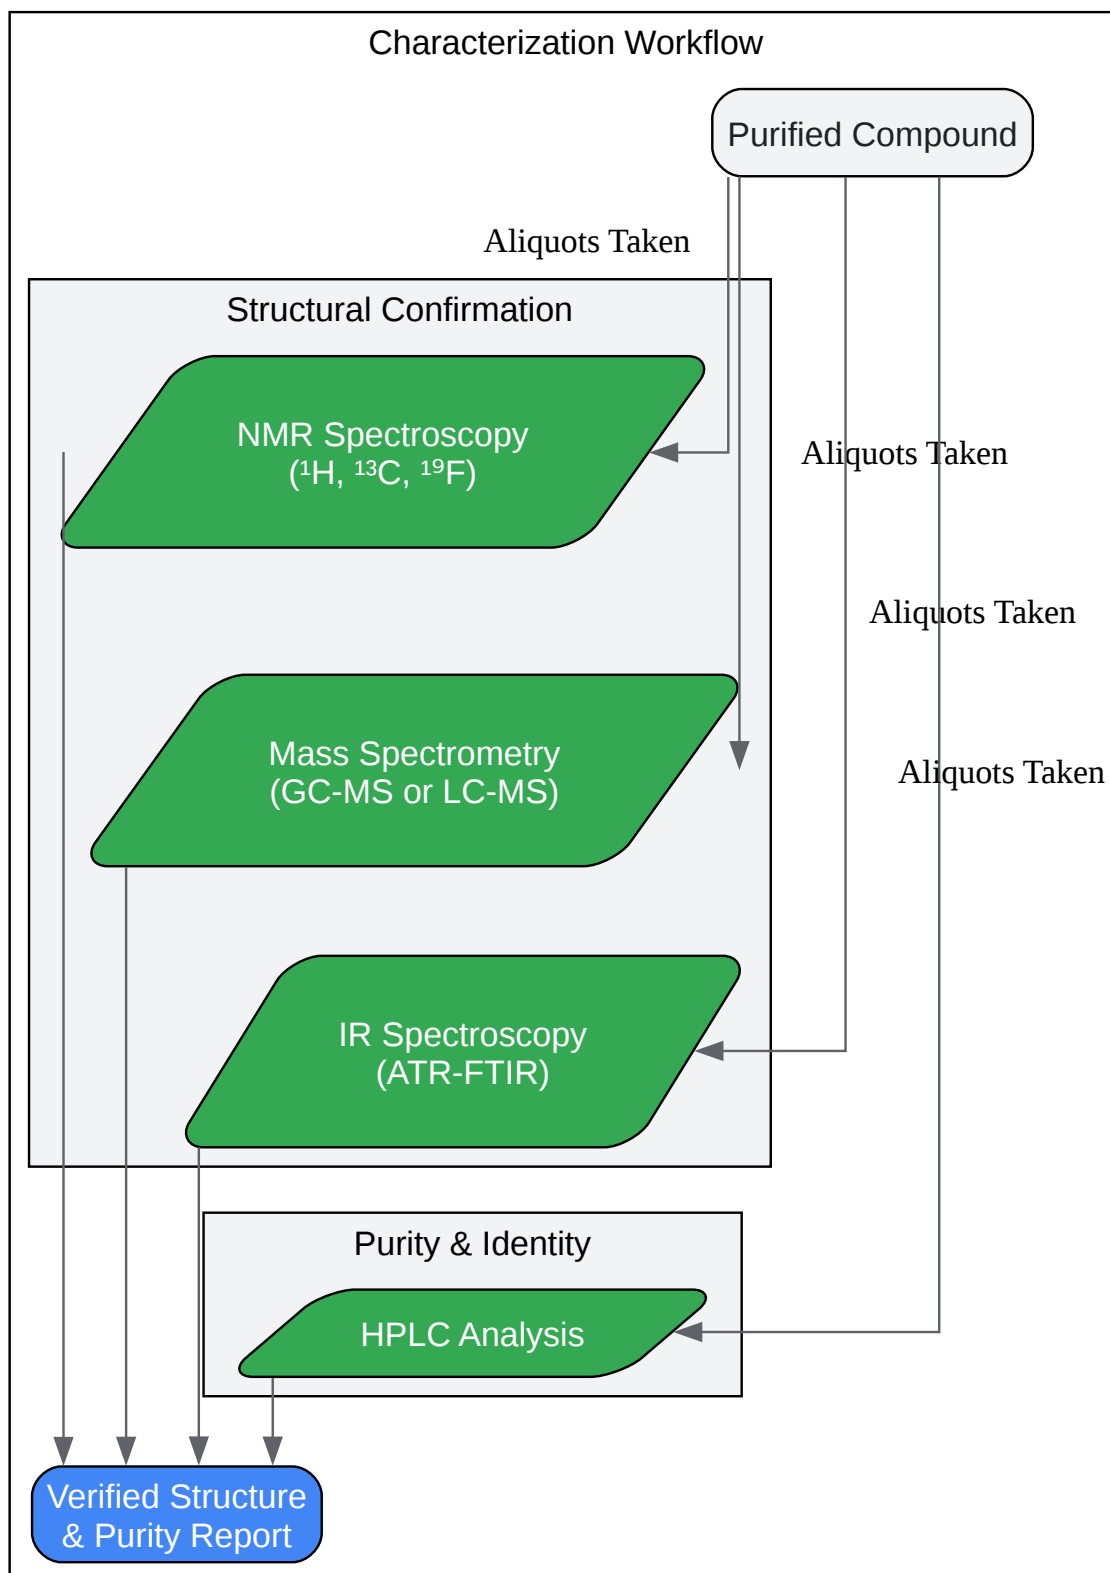 Characterization Workflow
Purified Compound
Aliquots Taken
Structural Confirmation
NMR Spectroscopy
(¹H, ¹³C, ¹⁹F)
Aliquots Taken
Aliquots Taken
Mass Spectrometry
(GC-MS or LC-MS)
Aliquots Taken
IR Spectroscopy
(ATR-FTIR)
Purity & Identity
HPLC Analysis
Verified Structure
& Purity Report